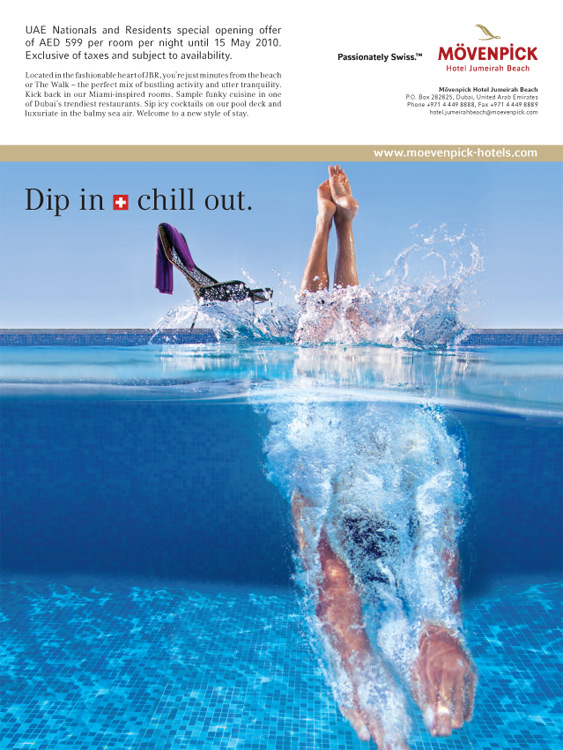 UAE Nationals and Residents special opening offer
of AED 599 per room per night until 15 May 2010.
Exclusive of taxes and subject to availability.
Located in the fashionable heart of JBR, you're just minutes from the beach
or The Walk – the perfect mix of bustling activity and utter tranquility.
Kick back in our Miami-inspired rooms. Sample funky cuisine in one
of Dubai's trendiest restaurants. Sip icy cocktails on our pool deck and
luxuriate in the balmy sea air. Welcome to a new style of stay.
Passionately Swiss.™
MÖVENPICK
Hotel Jumeirah Beach
Mövenpick Hotel Jumeirah Beach
P.O. Box 282825, Dubai, United Arab Emirates
Phone +971 4 449 8888, Fax +971 4 449 8889
hotel.jumeirahbeach@moevenpick.com
www.moevenpick-hotels.com
Dip in chill out.